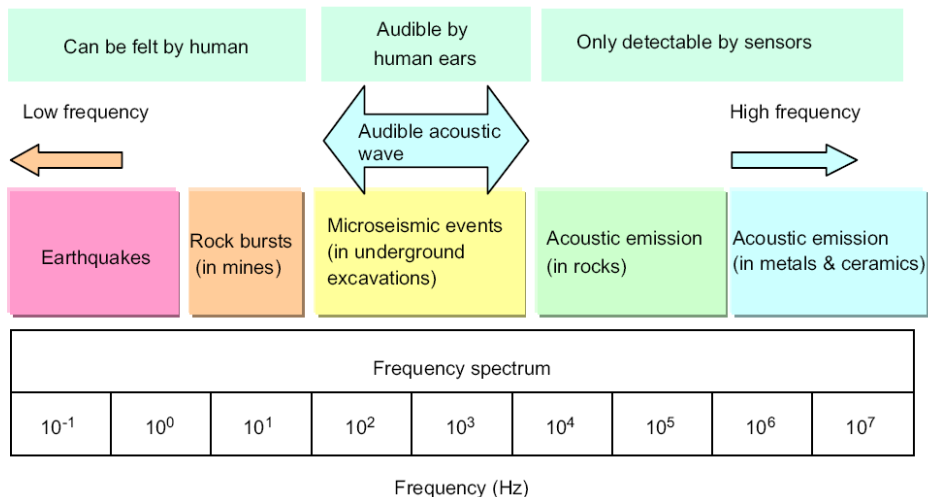 Can be felt by human
Audible by
human ears
Only detectable by sensors
Low frequency
Audible acoustic
wave
High frequency
Earthquakes
Rock bursts
(in mines)
Microseismic events
(in underground
excavations)
Acoustic emission
(in rocks)
Acoustic emission
(in metals & ceramics)
Frequency spectrum
10⁻¹ 10⁰ 10¹ 10² 10³ 10⁴ 10⁵ 10⁶ 10⁷
Frequency (Hz)